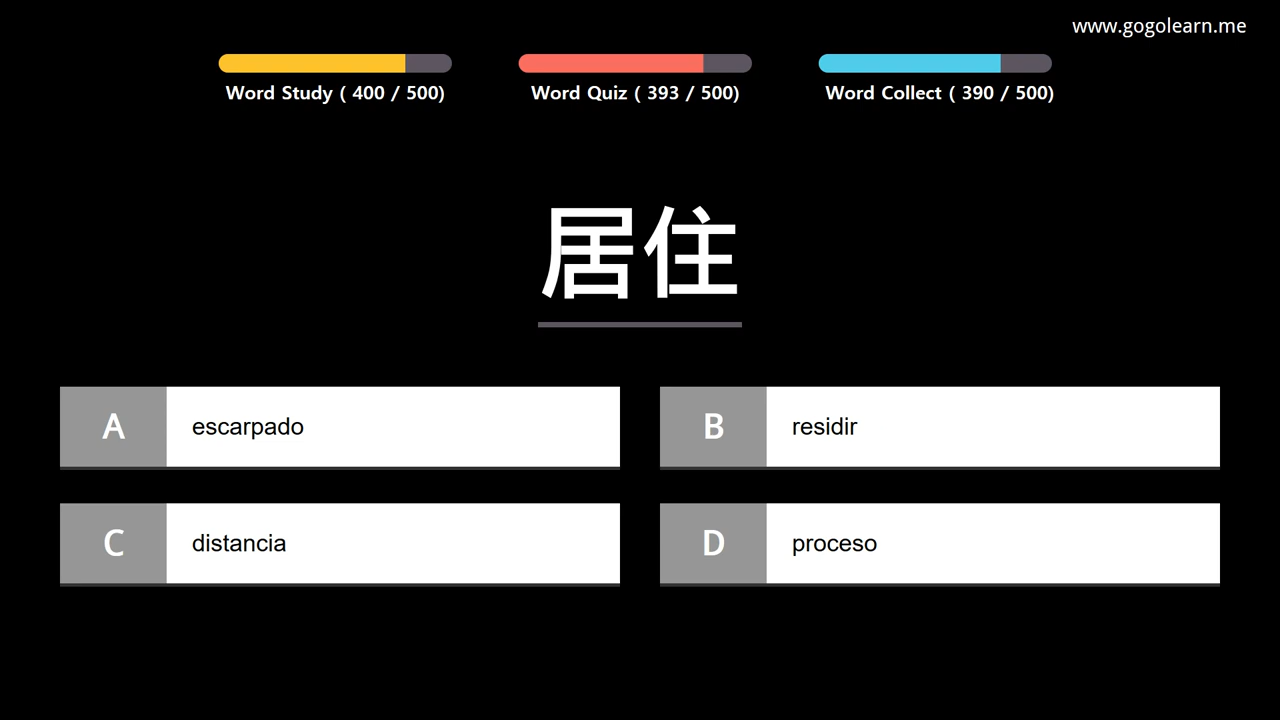 www.gogolearn.me
Word Study ( 400 / 500)
Word Quiz ( 393 / 500)
Word Collect ( 390 / 500)
居住
A escarpado
B residir
C distancia
D proceso